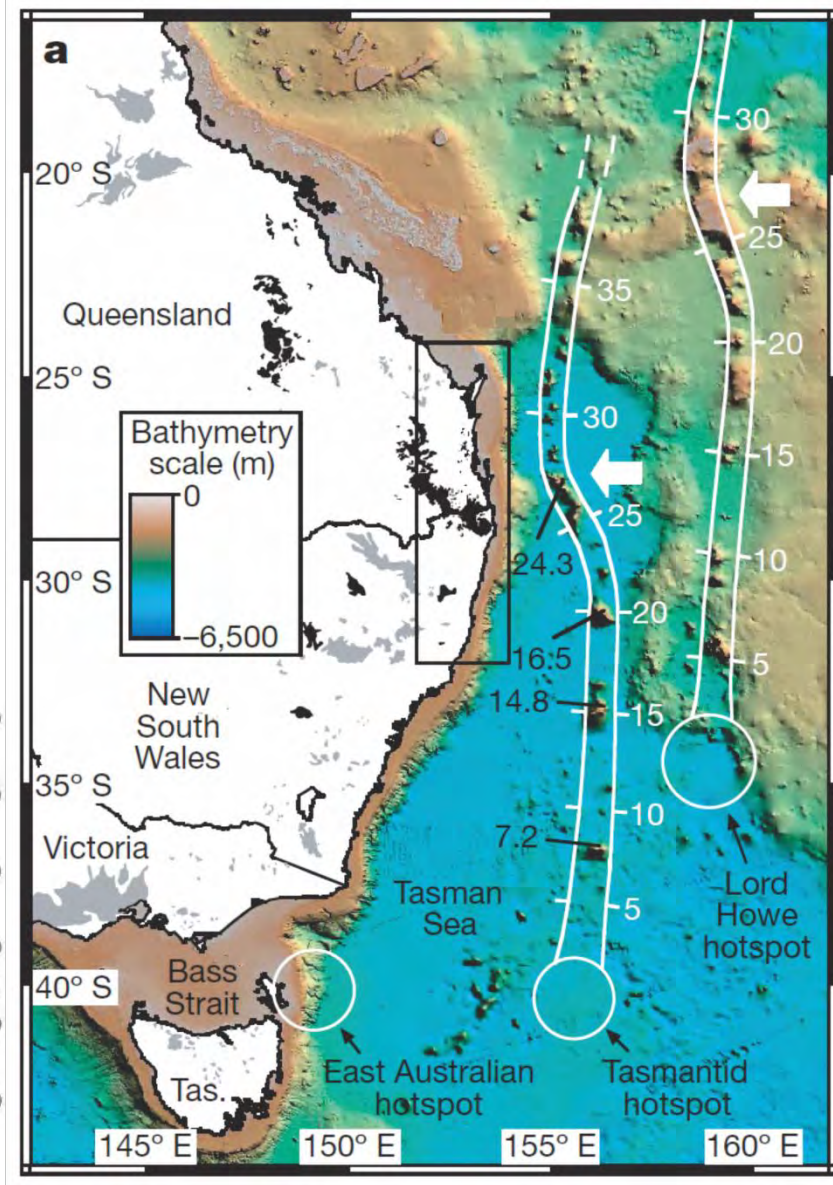 a
30
20° S
25
35
Queensland
20
25° S
30
Bathymetry
scale (m)
0
15
25
24.3
10
30° S
20
–6,500
16.5
5
14.8
15
New
South
Wales
35° S
10
7.2
Victoria
Lord
Howe
hotspot
Tasman
Sea
5
Bass
Strait
40° S
East Australian
hotspot
Tasmantid
hotspot
Tas.
145° E
150° E
155° E
160° E